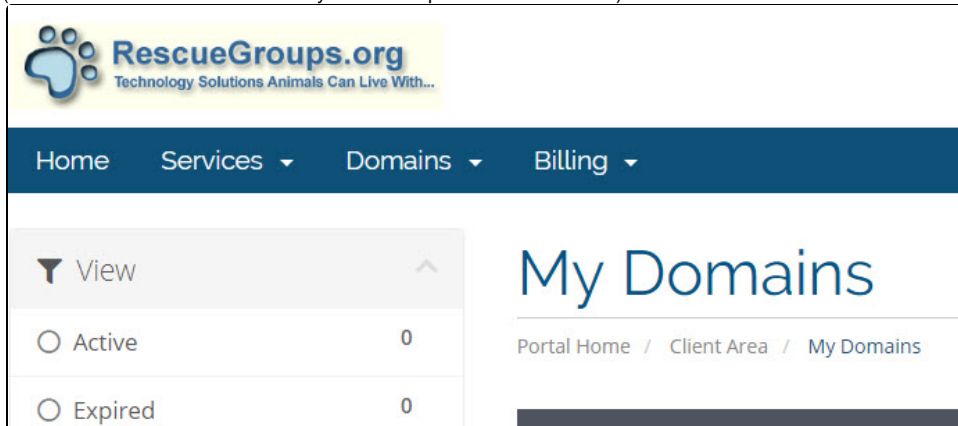 RescueGroups.org
Technology Solutions Animals Can Live With...
Home Services Domains Billing
View
Active 0
Expired 0
My Domains
Portal Home / Client Area / My Domains